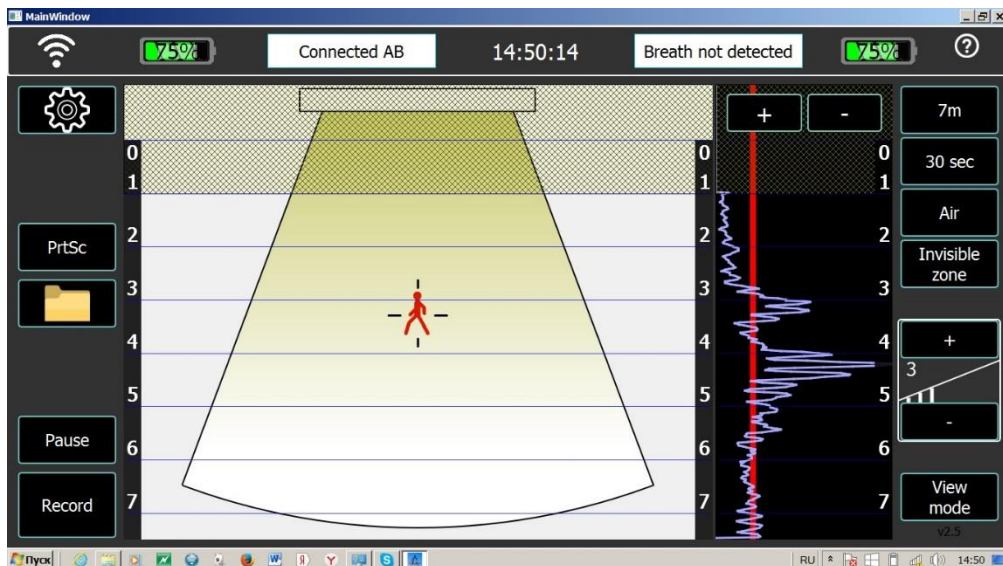 MainWindow
75%
Connected AB
14:50:14
Breath not detected
75%
?
+
-
7m
0
0
0
30 sec
1
1
1
Air
PrtSc
2
2
2
Invisible
zone
3
3
3
4
4
4
+
3
5
5
5
-
Pause
6
6
6
Record
7
7
7
View
mode
v2.5
Пуск
W
Я
Y
S
RU
14:50